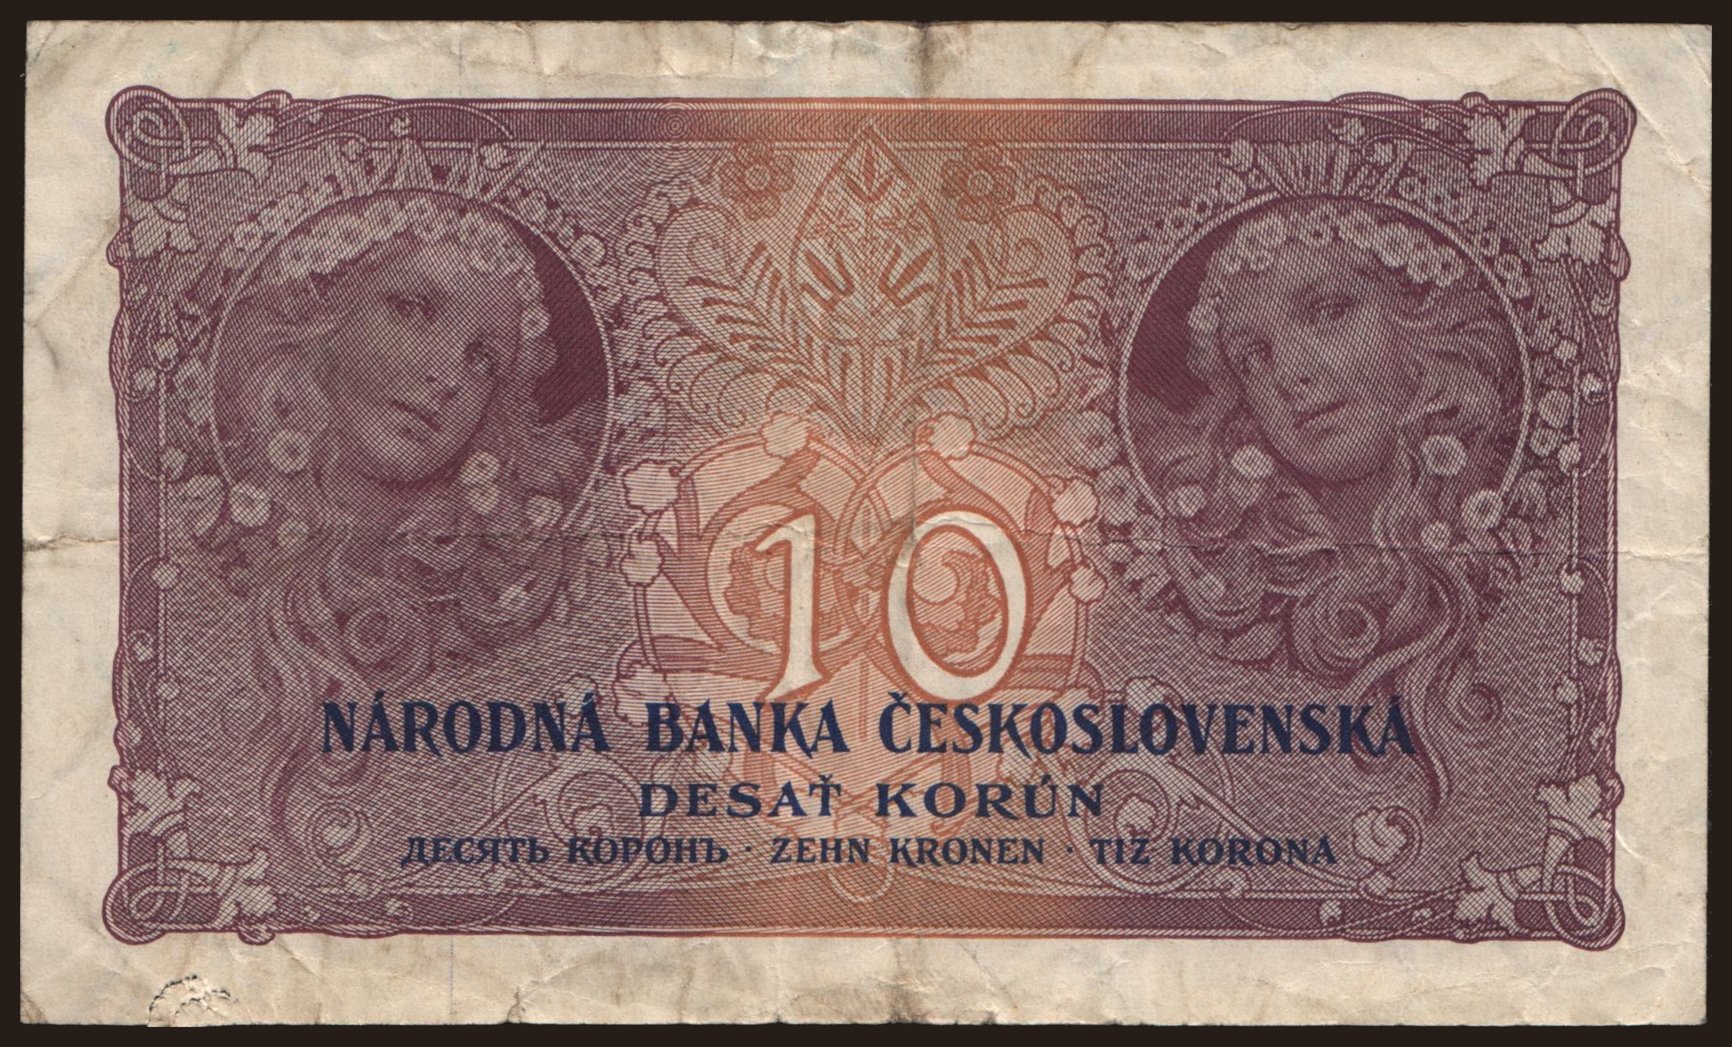 10
NÁRODNÁ BANKA ČESKOSLOVENSKÁ
DESAŤ KORÚN
ДЕСЯТЬ КОРОНЪ · ZEHN KRONEN · TIZ KORONA